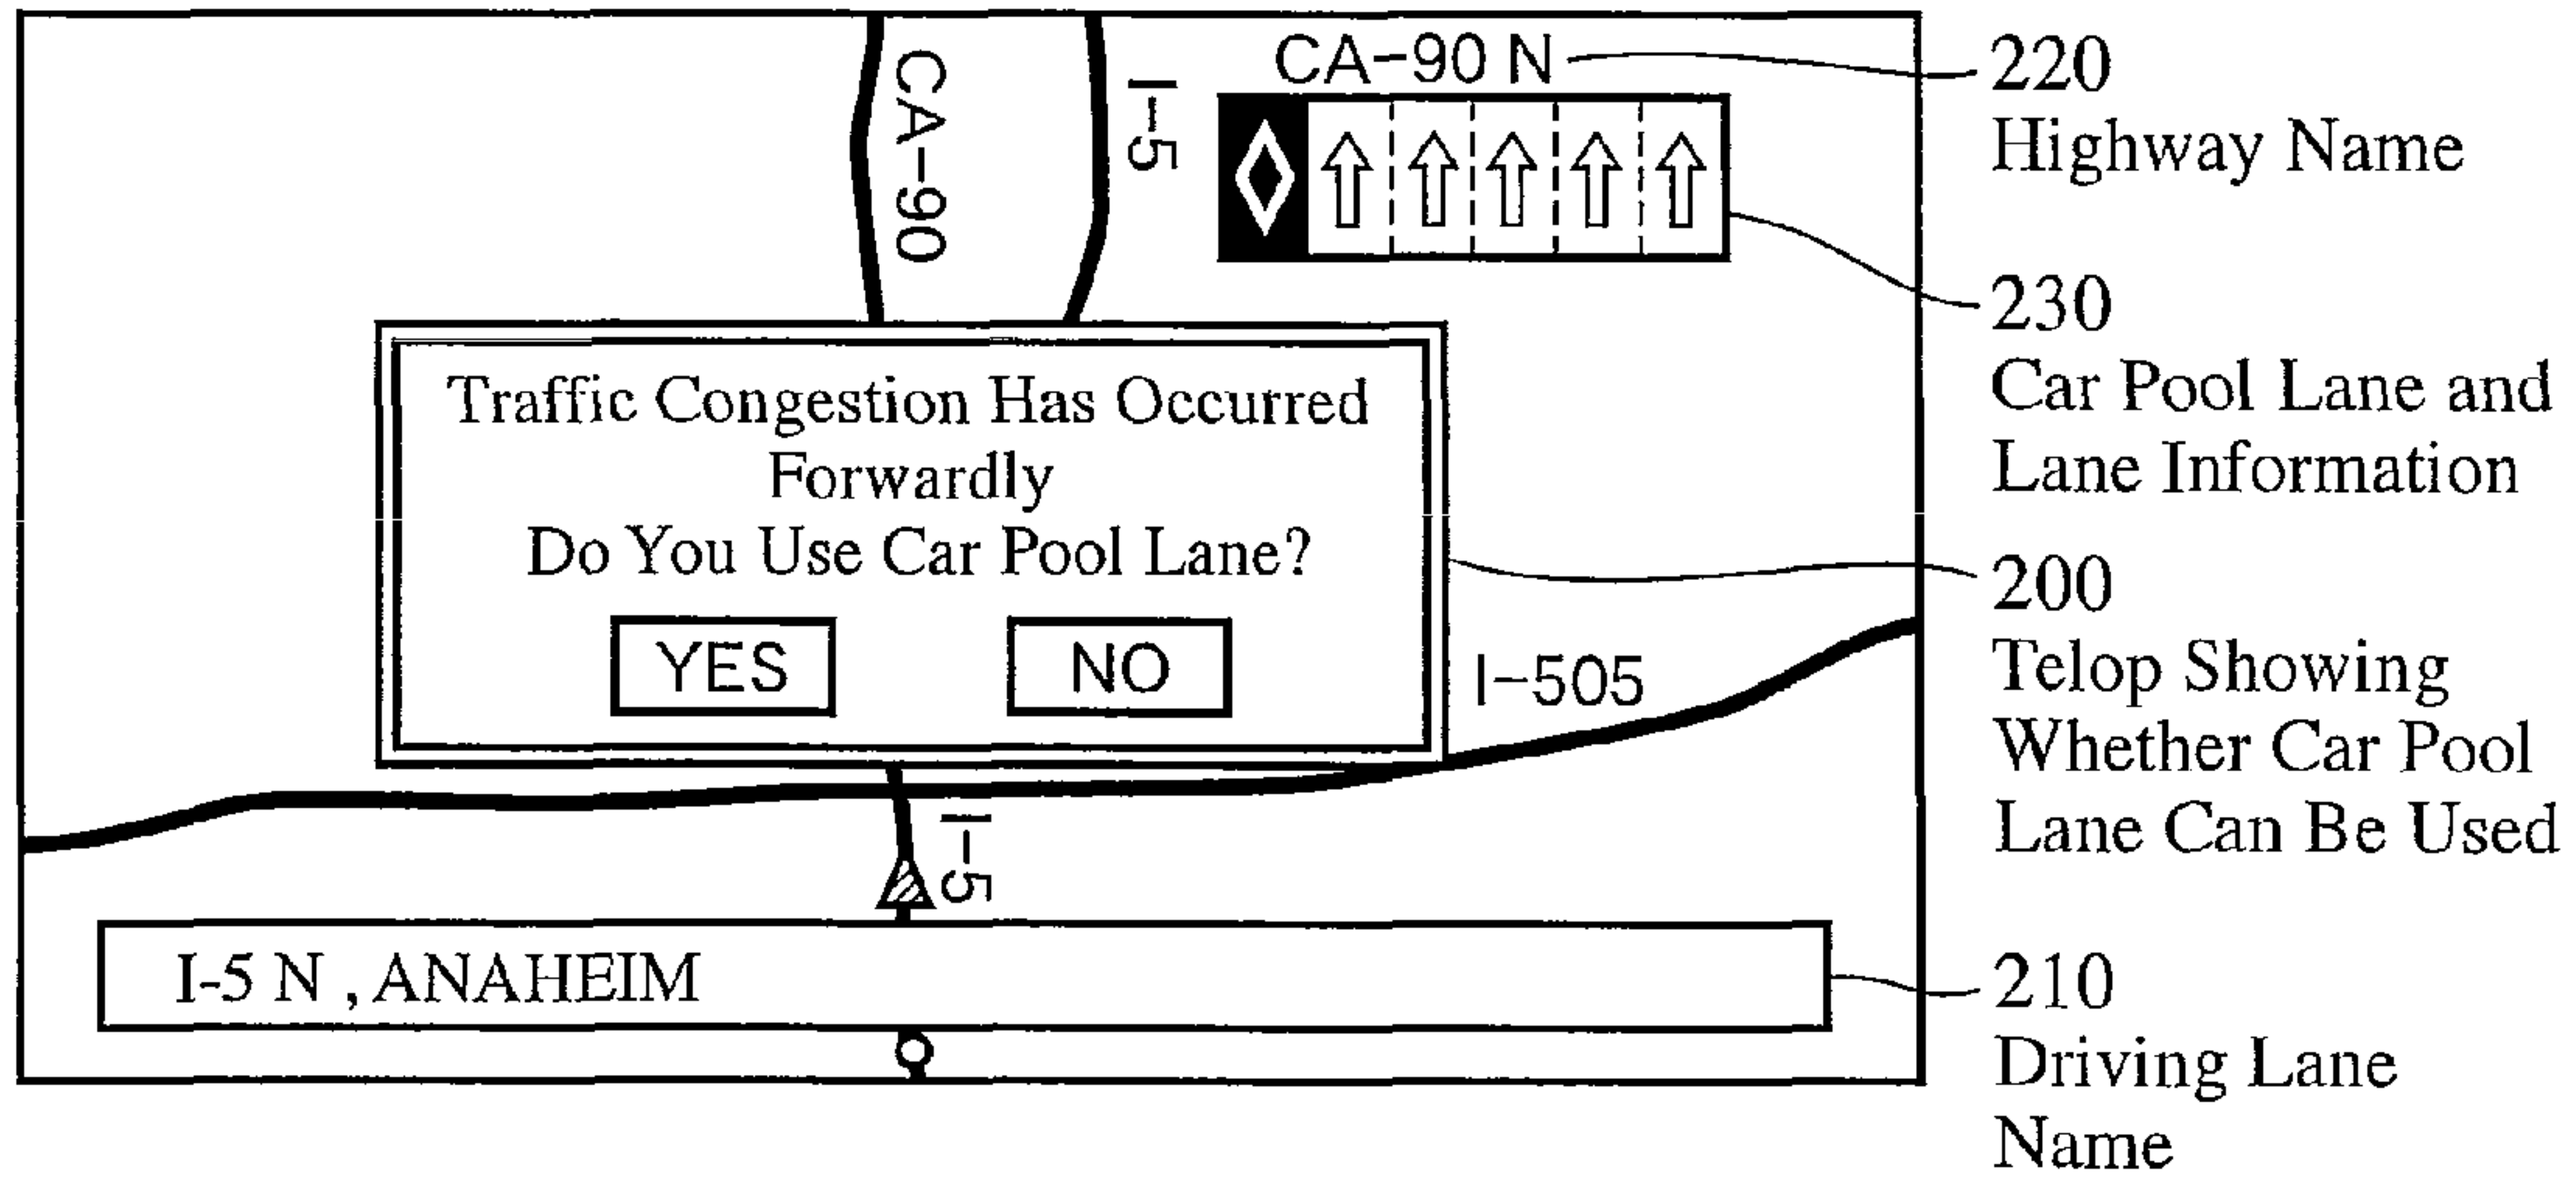 CA-90
I-5
CA-90 N
220
Highway Name
230
Car Pool Lane and
Lane Information
Traffic Congestion Has Occurred
Forwardly
Do You Use Car Pool Lane?
YES NO
200
Telop Showing
Whether Car Pool
Lane Can Be Used
I-505
I-5
I-5 N , ANAHEIM
210
Driving Lane
Name